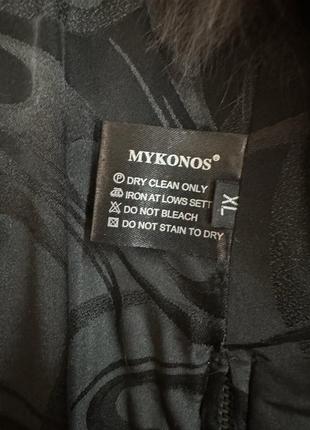 MYKONOS®
Ⓟ DRY CLEAN ONLY
IRON AT LOWS SETT
DO NOT BLEACH
DO NOT STAIN TO DRY
XL